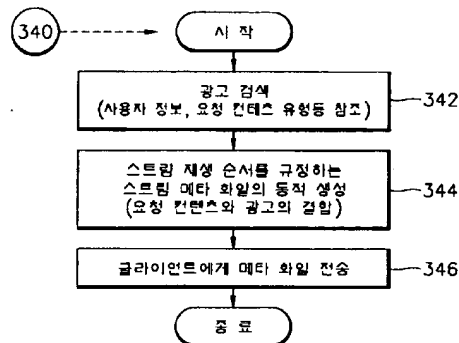 340
시 작
광고 검색
(사용자 정보, 요청 컨테츠 유형등 참조)
342
스트림 재생 순서를 규정하는
스트림 메타 화일의 동적 생성
(요청 컨텐츠와 광고의 결합)
344
클라이언트에게 메타 화일 전송
346
종 료